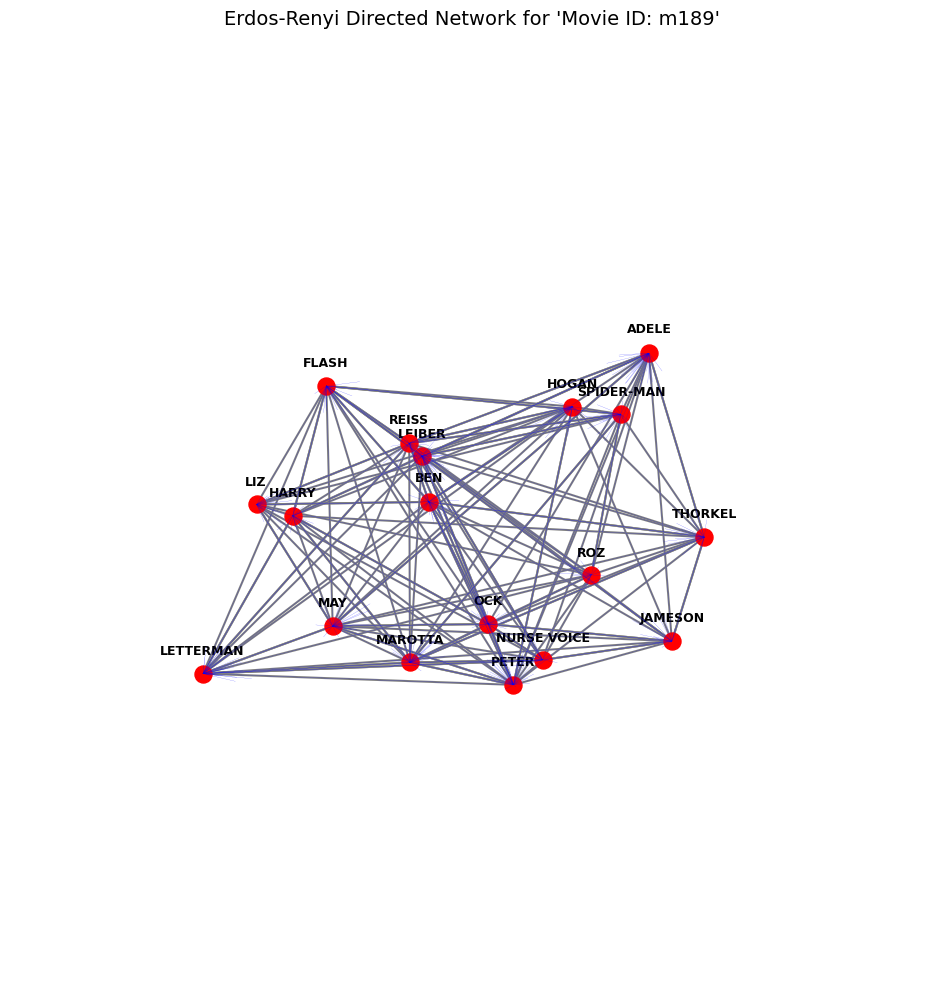 Erdos-Renyi Directed Network for 'Movie ID: m189'
ADELE
FLASH
HOGAN
SPIDER-MAN
REISS
LEIBER
BEN
LIZ
HARRY
THORKEL
ROZ
OCK
MAY
JAMESON
NURSE VOICE
MAROTTA
LETTERMAN
PETER